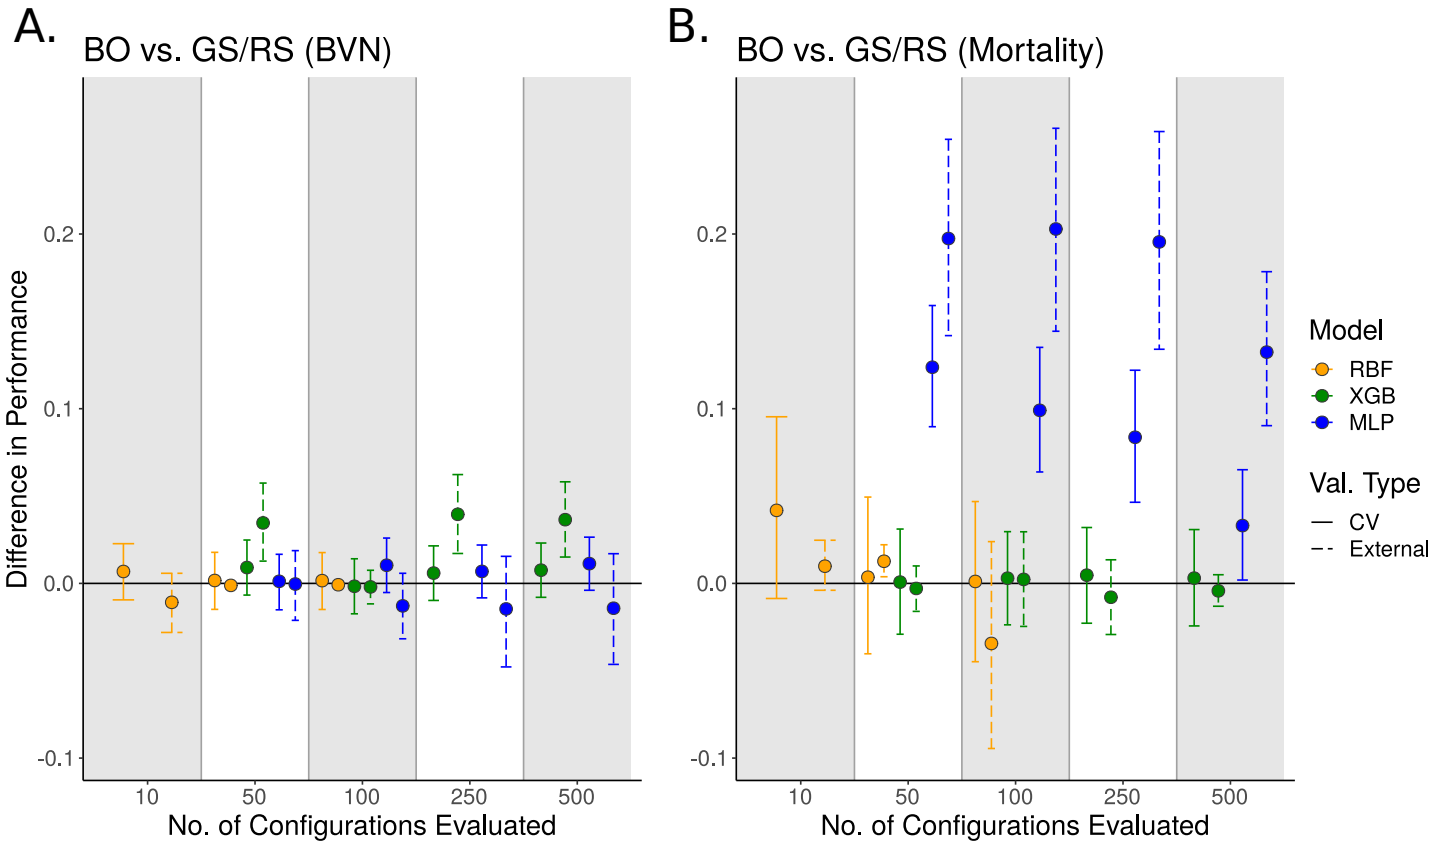 A.
BO vs. GS/RS (BVN)
Difference in Performance
0.2
0.1
0.0
-0.1
10
50
100
250
500
No. of Configurations Evaluated
B.
BO vs. GS/RS (Mortality)
0.2
0.1
0.0
-0.1
10
50
100
250
500
No. of Configurations Evaluated
Model
RBF
XGB
MLP
Val. Type
CV
External